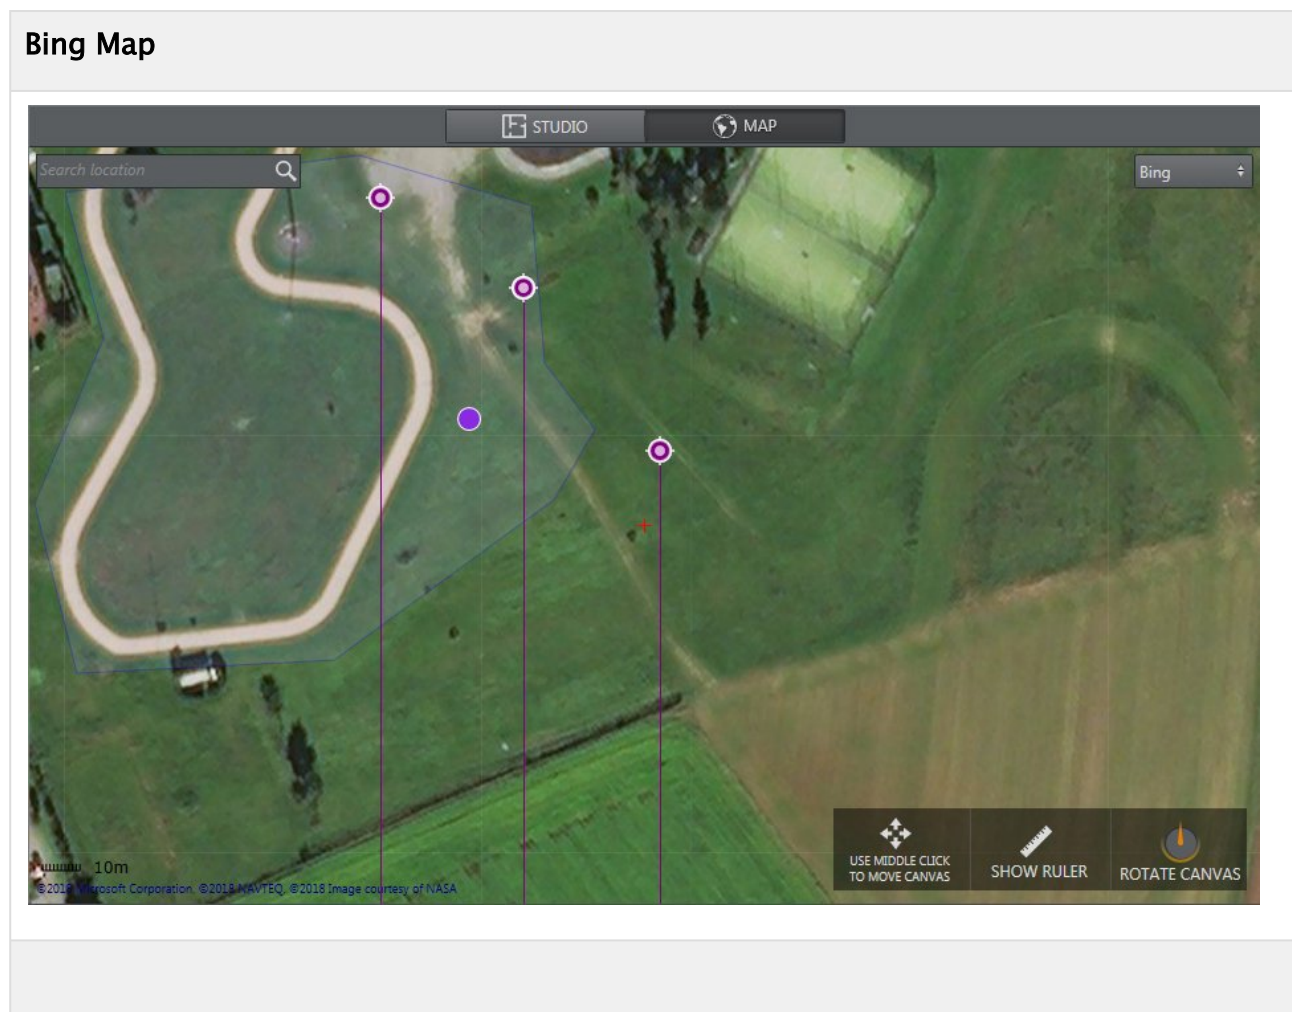 Bing Map
STUDIO
MAP
Search location
Bing
10m
©2018 Microsoft Corporation, ©2018 NAVTEQ, ©2018 Image courtesy of NASA
USE MIDDLE CLICK
TO MOVE CANVAS
SHOW RULER
ROTATE CANVAS